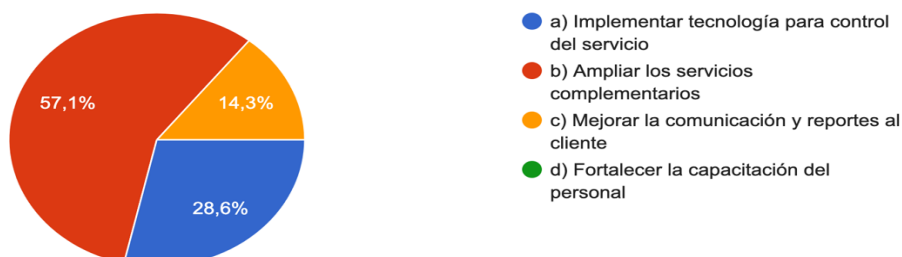 57,1%
14,3%
28,6%
a) Implementar tecnología para control
del servicio
b) Ampliar los servicios
complementarios
c) Mejorar la comunicación y reportes al
cliente
d) Fortalecer la capacitación del
personal